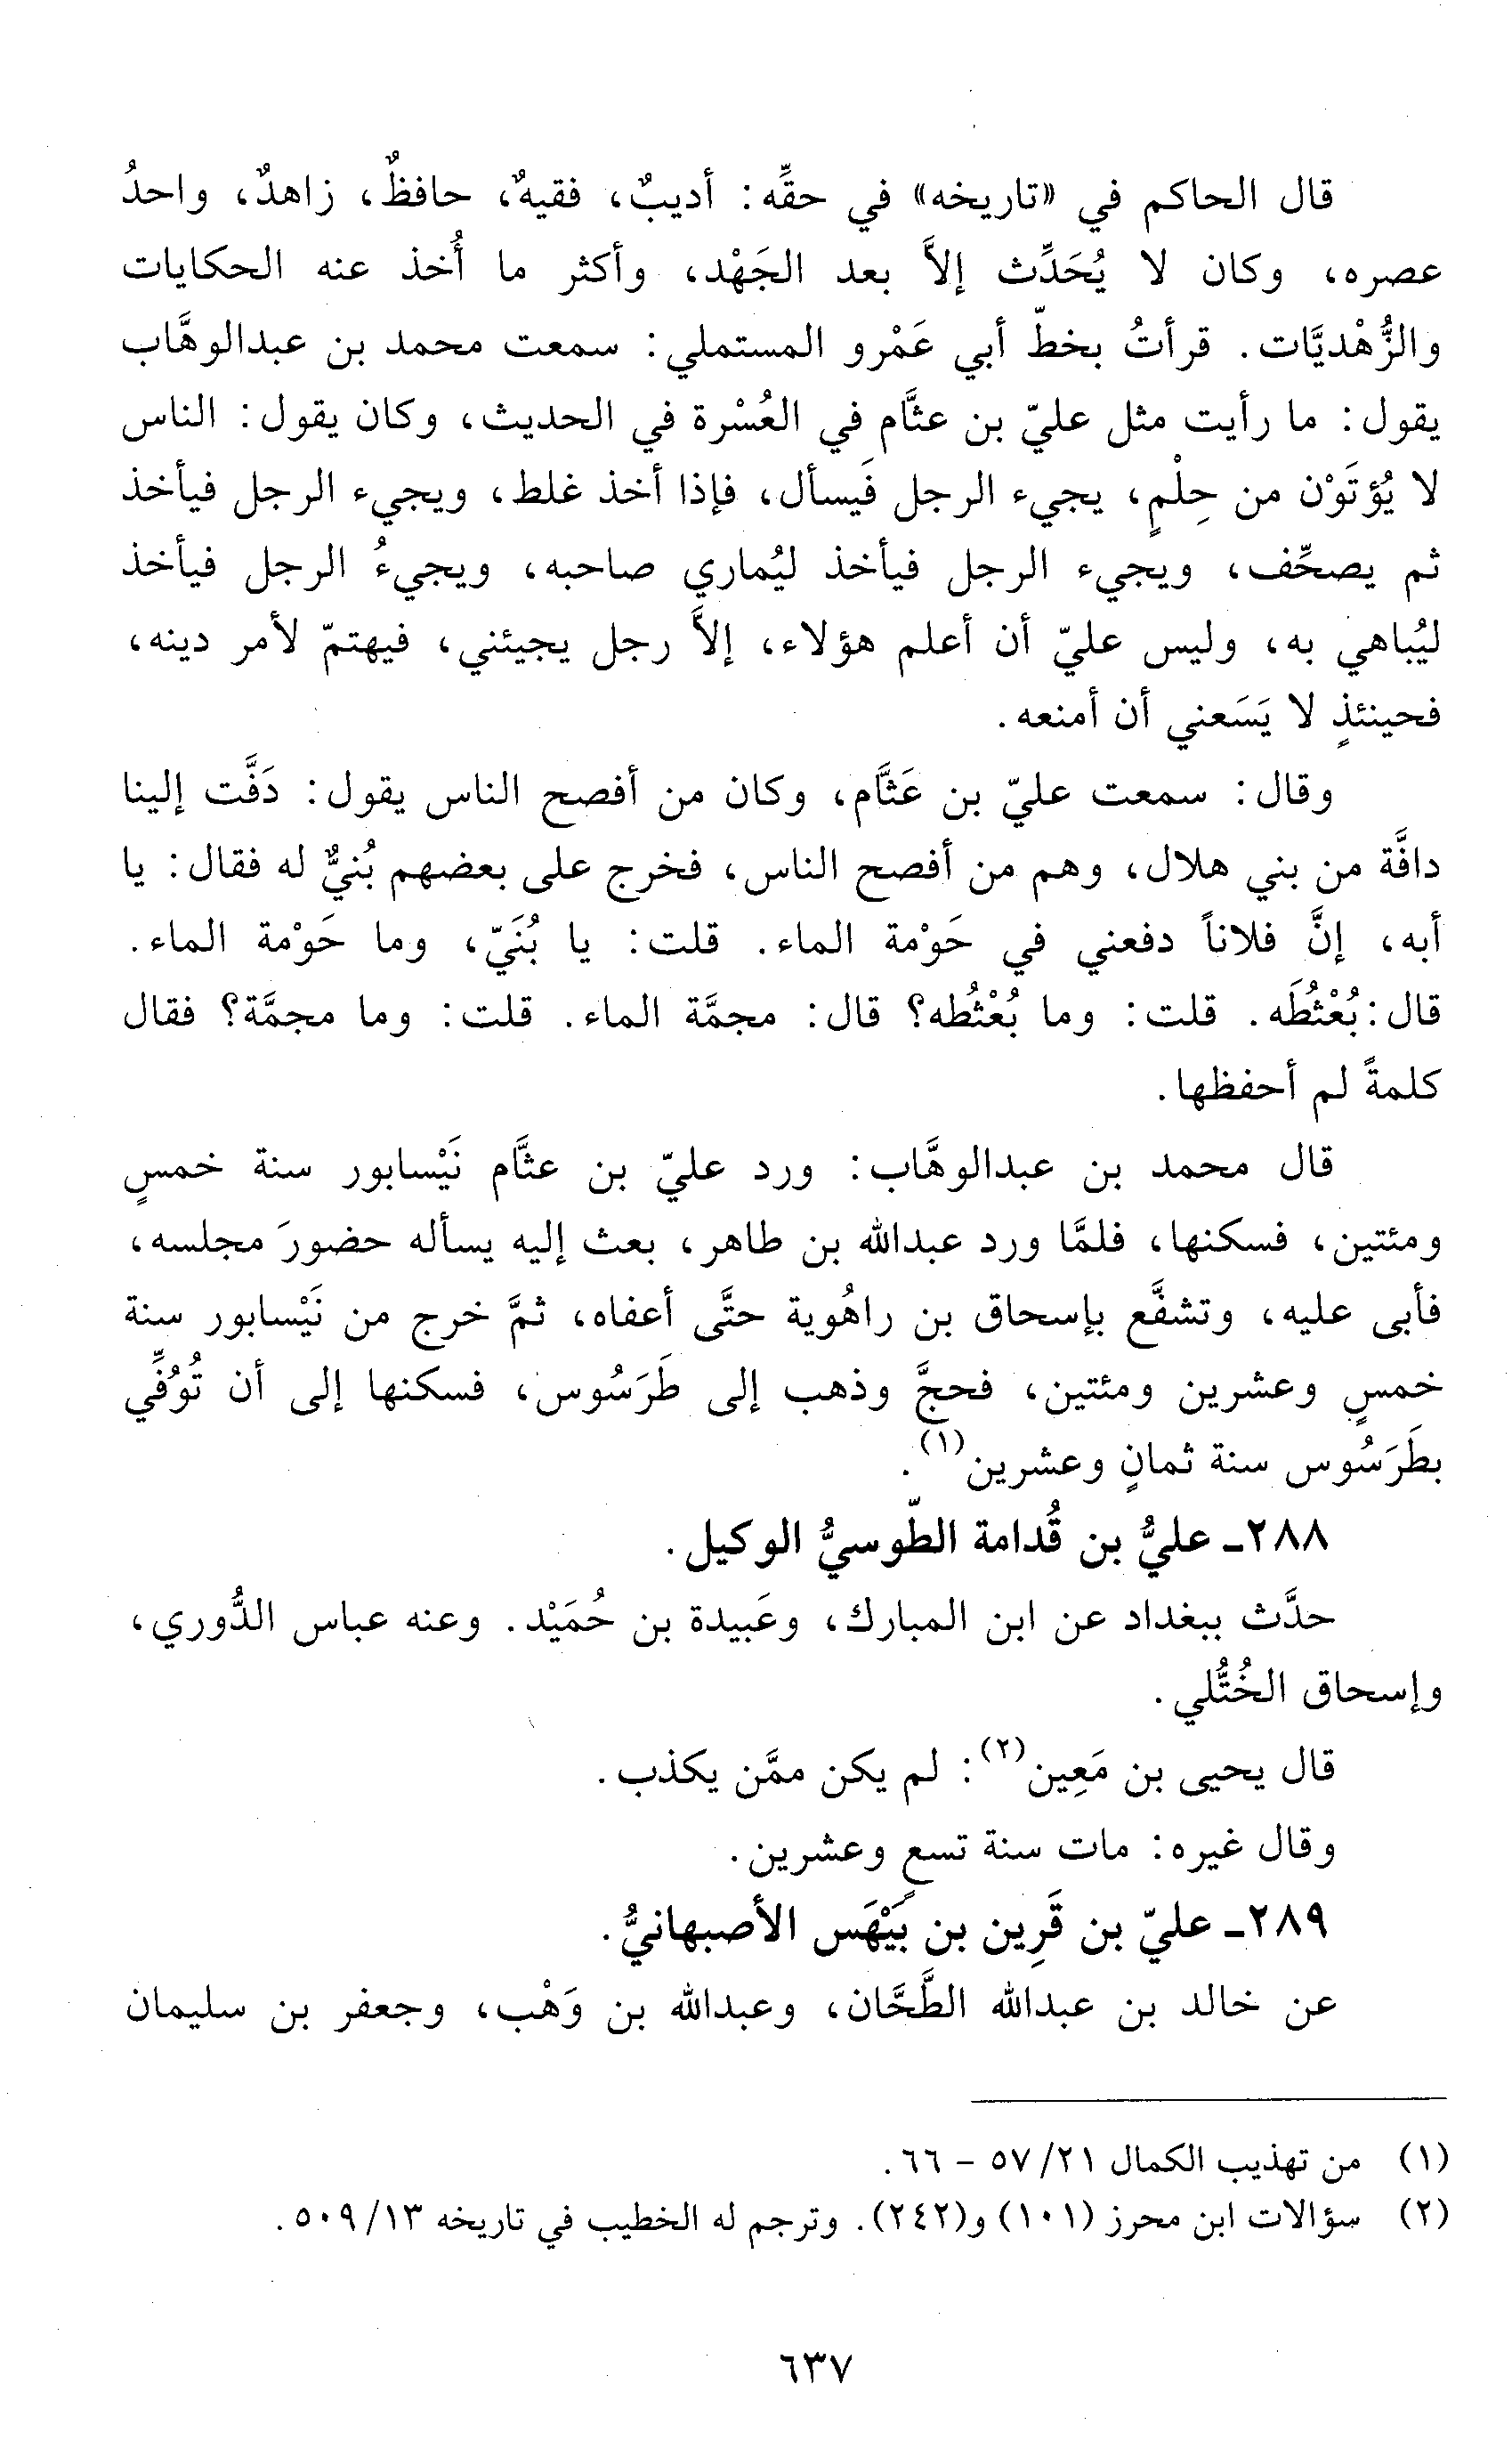 قال الحاكم في «تاريخه» في حقِّه: أديبٌ، فقيهٌ، حافظٌ، زاهدٌ، واحدُ
عصره، وكان لا يُحَدِّث إلاَّ بعد الجَهْد، وأكثر ما أُخذ عنه الحكايات
والزُّهْديَّات. قرأتُ بخطّ أبي عَمْرو المستملي: سمعت محمد بن عبدالوهَّاب
يقول: ما رأيت مثل عليّ بن عثَّام في العُسْرة في الحديث، وكان يقول: الناس
لا يُؤتَوْن من حِلْمٍ، يجيء الرجل فَيسأل، فإذا أخذ غلط، ويجيء الرجل فيأخذ
ثم يصحِّف، ويجيء الرجل فيأخذ ليُماري صاحبه، ويجيءُ الرجل فيأخذ
ليُباهي به، وليس عليّ أن أعلم هؤلاء، إلاَّ رجل يجيئني، فيهتمّ لأمر دينه،
فحينئذٍ لا يَسَعني أن أمنعه.
وقال: سمعت عليّ بن عَثَّام، وكان من أفصح الناس يقول: دَفَّت إلينا
دافَّة من بني هلال، وهم من أفصح الناس، فخرج على بعضهم بُنيٌّ له فقال: يا
أبه، إنَّ فلاناً دفعني في حَوْمة الماء. قلت: يا بُنَيّ، وما حَوْمة الماء.
قال: بُعْثُطَه. قلت: وما بُعْثُطه؟ قال: مجمَّة الماء. قلت: وما مجمَّة؟ فقال
كلمةً لم أحفظها.
قال محمد بن عبدالوهَّاب: ورد عليّ بن عثَّام نَيْسابور سنة خمسٍ
ومئتين، فسكنها، فلمَّا ورد عبدالله بن طاهر، بعث إليه يسأله حضورَ مجلسه،
فأبى عليه، وتشفَّع بإسحاق بن راهُوية حتَّى أعفاه، ثمَّ خرج من نَيْسابور سنة
خمسٍ وعشرين ومئتين، فحجَّ وذهب إلى طَرَسُوس، فسكنها إلى أن تُوُفِّي
بطَرَسُوس سنة ثمانٍ وعشرين(١).
٢٨٨ـ عليُّ بن قُدامة الطّوسيُّ الوكيل.
حدَّث ببغداد عن ابن المبارك، وعَبيدة بن حُمَيْد. وعنه عباس الدُّوري،
وإسحاق الخُتُّلي.
قال يحيى بن مَعِين(٢): لم يكن ممَّن يكذب.
وقال غيره: مات سنة تسعٍ وعشرين.
٢٨٩ـ عليّ بن قَرِين بن بَيْهَس الأصبهانيُّ.
عن خالد بن عبدالله الطَّحَّان، وعبدالله بن وَهْب، وجعفر بن سليمان
(١) من تهذيب الكمال ٢١/ ٥٧ - ٦٦.
(٢) سؤالات ابن محرز (١٠١) و(٢٤٢). وترجم له الخطيب في تاريخه ١٣/ ٥٠٩.
٦٣٧